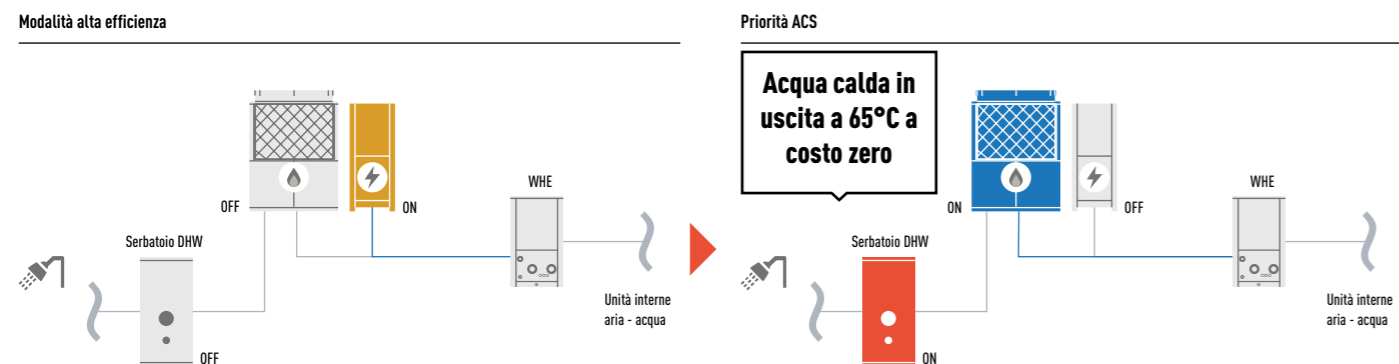 Modalità alta efficienza
OFF
ON
WHE
Serbatoio DHW
Unità interne
aria - acqua
OFF
Priorità ACS
Acqua calda in
uscita a 65°C a
costo zero
ON
OFF
WHE
Serbatoio DHW
Unità interne
aria - acqua
ON